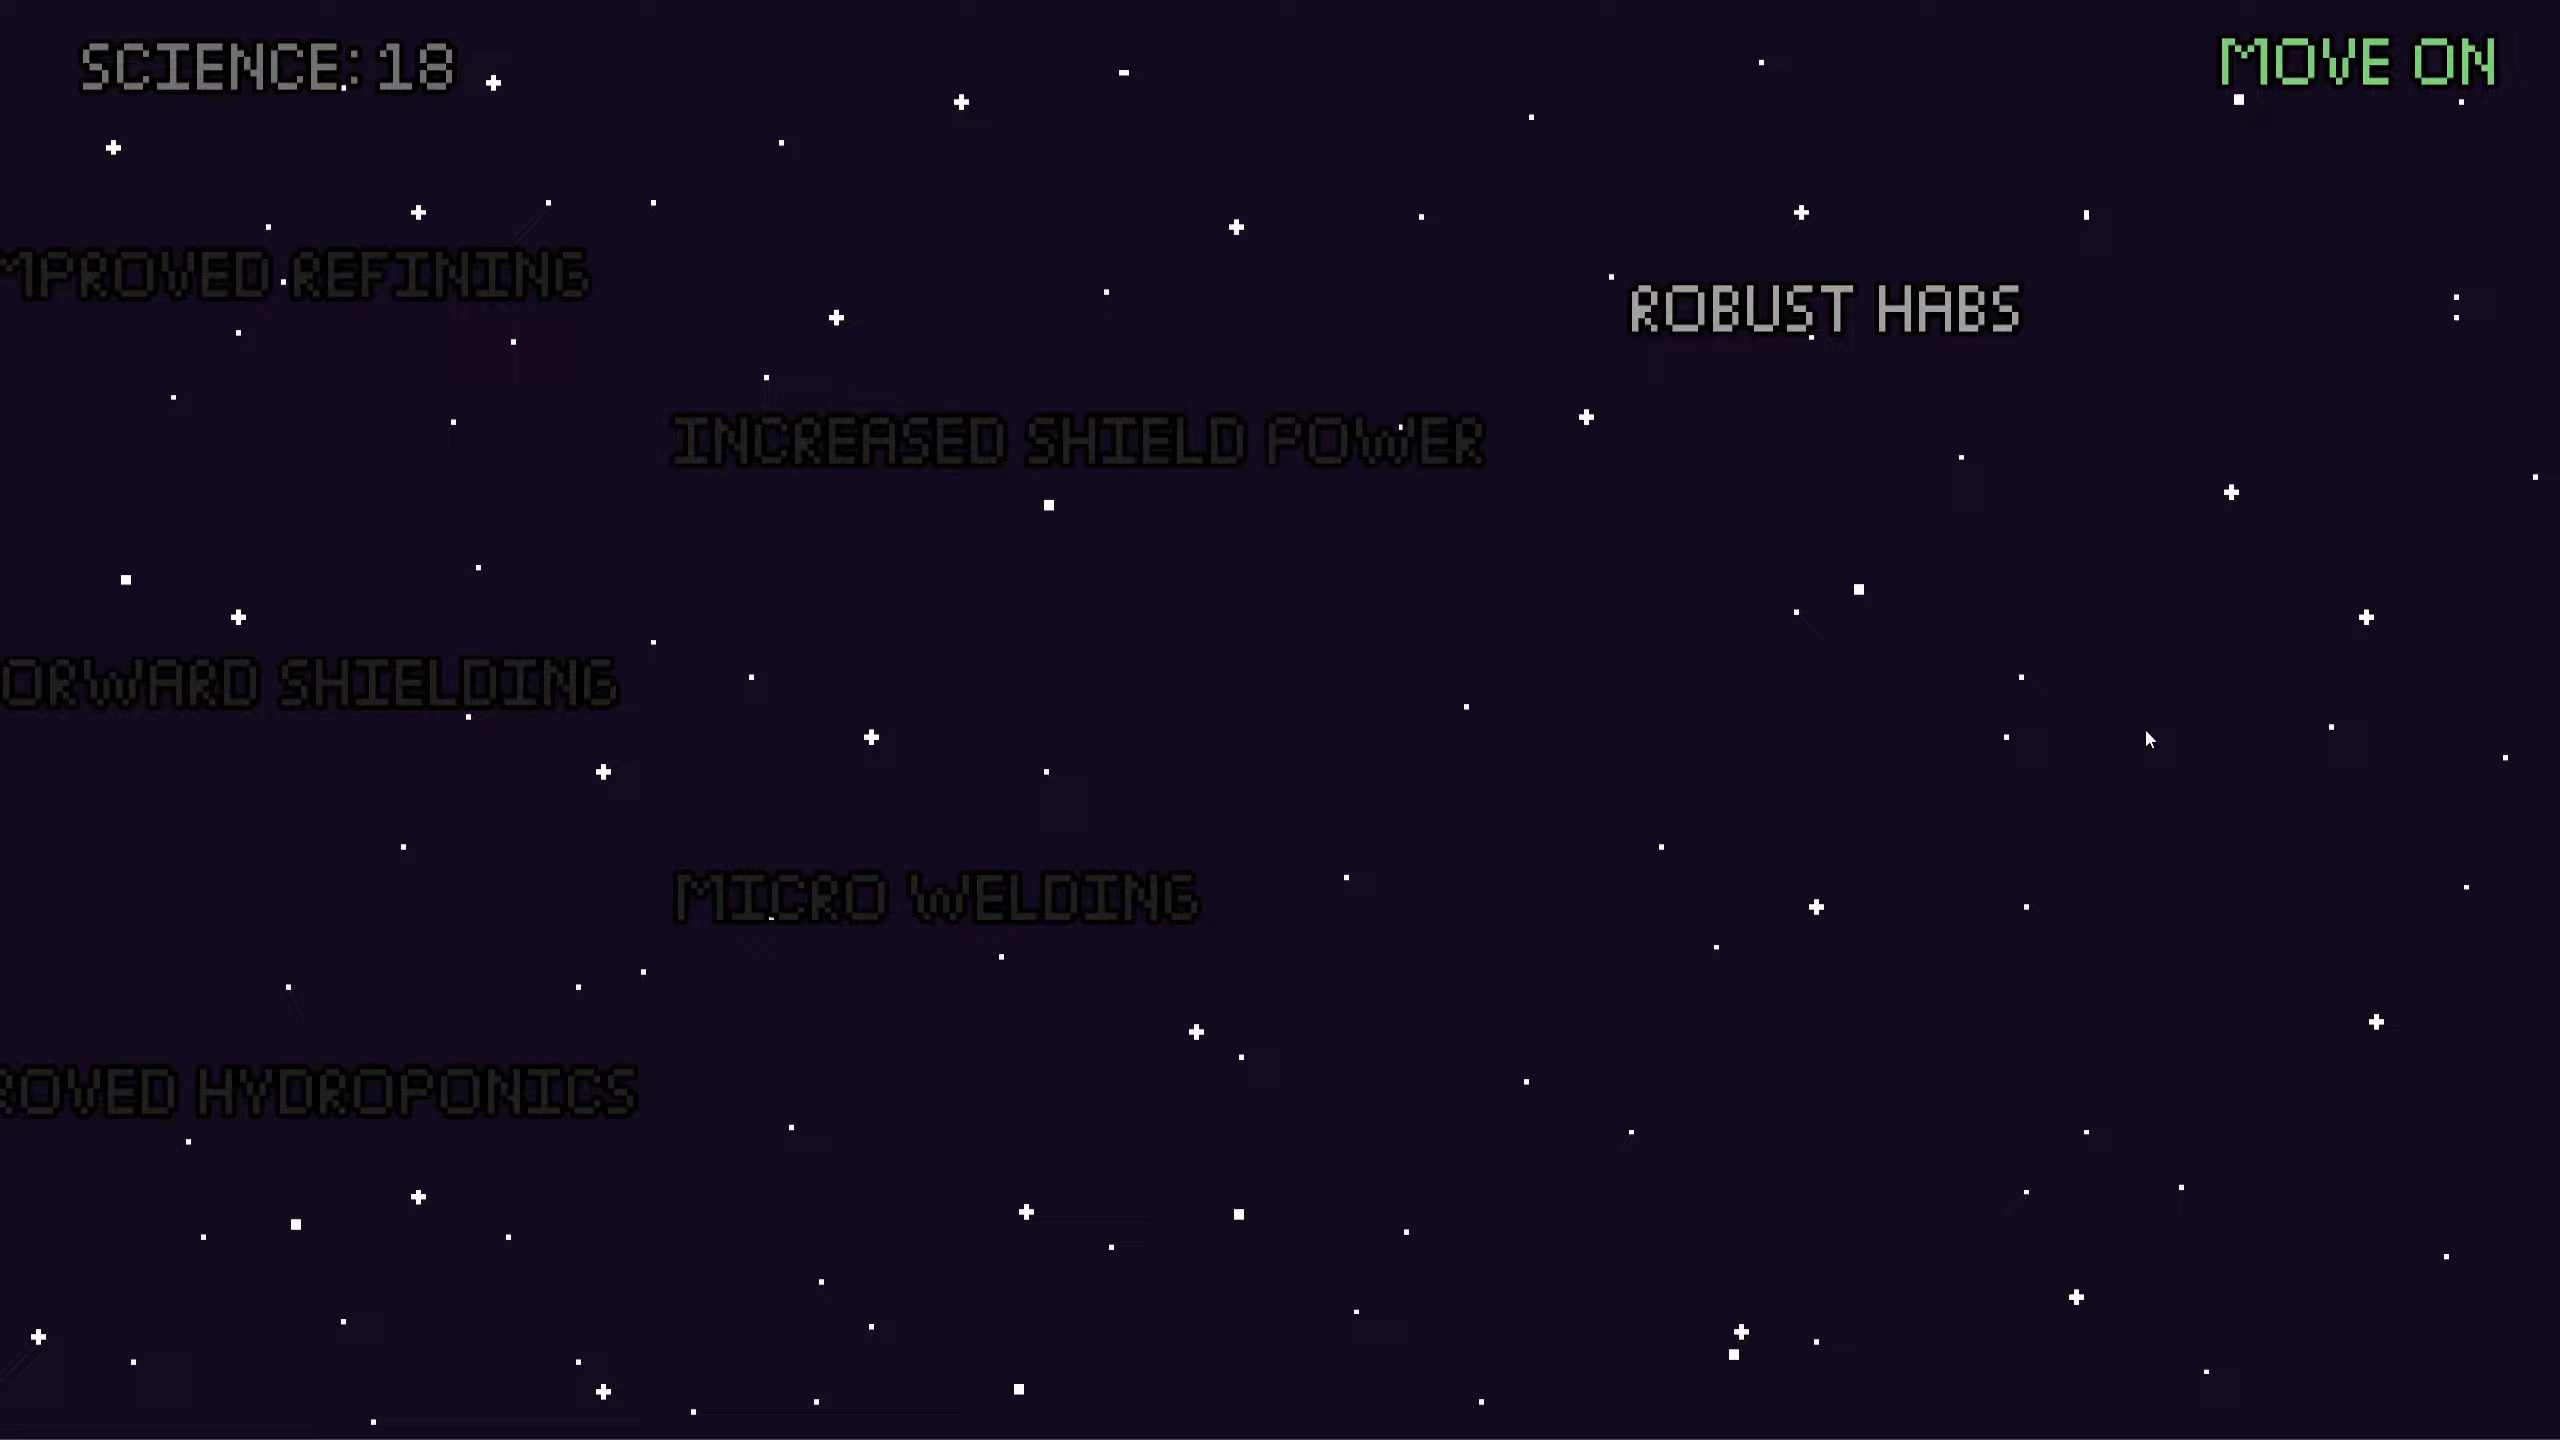 SCIENCE: 18
MOVE ON
MPROVED REFINING
ROBUST HABS
INCREASED SHIELD POWER
ORWARD SHIELDING
MICRO WELDING
ROVED HYDROPONICS